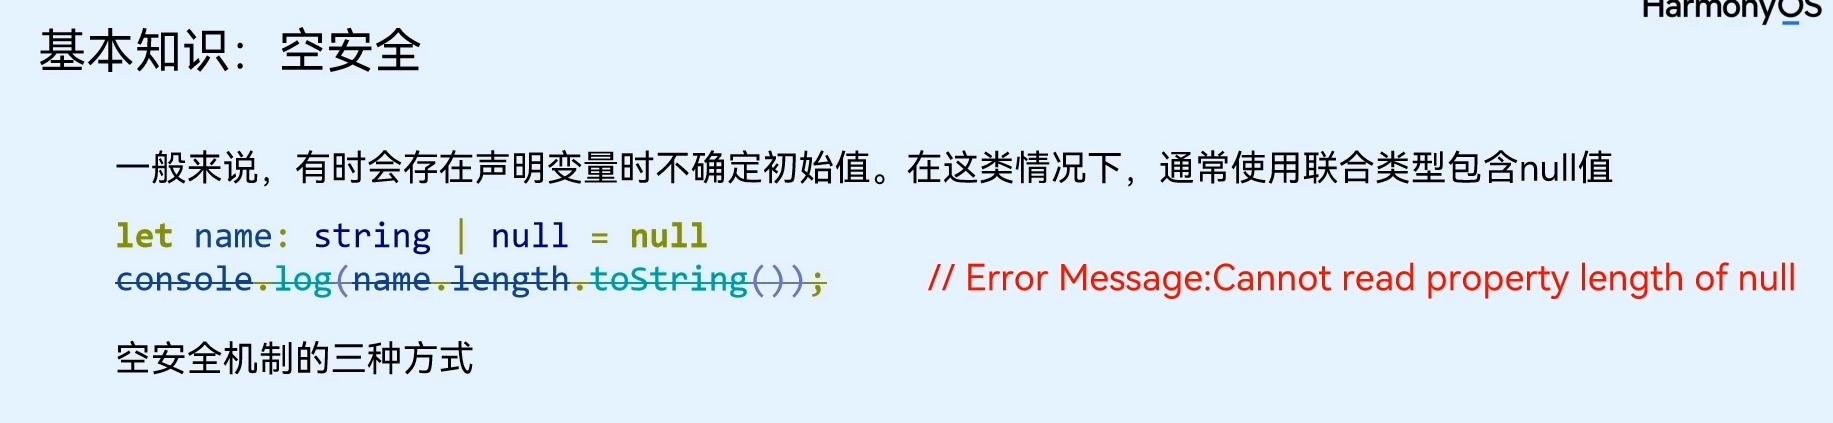 HarmonyOS
基本知识：空安全
一般来说，有时会存在声明变量时不确定初始值。在这类情况下，通常使用联合类型包含null值
let name: string | null = null
console.log(name.length.toString()); // Error Message:Cannot read property length of null
空安全机制的三种方式